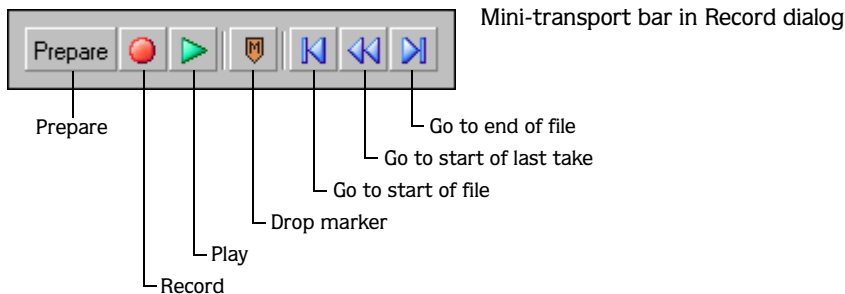 Mini-transport bar in Record dialog
Prepare
M
Prepare
Go to end of file
Go to start of last take
Go to start of file
Drop marker
Play
Record